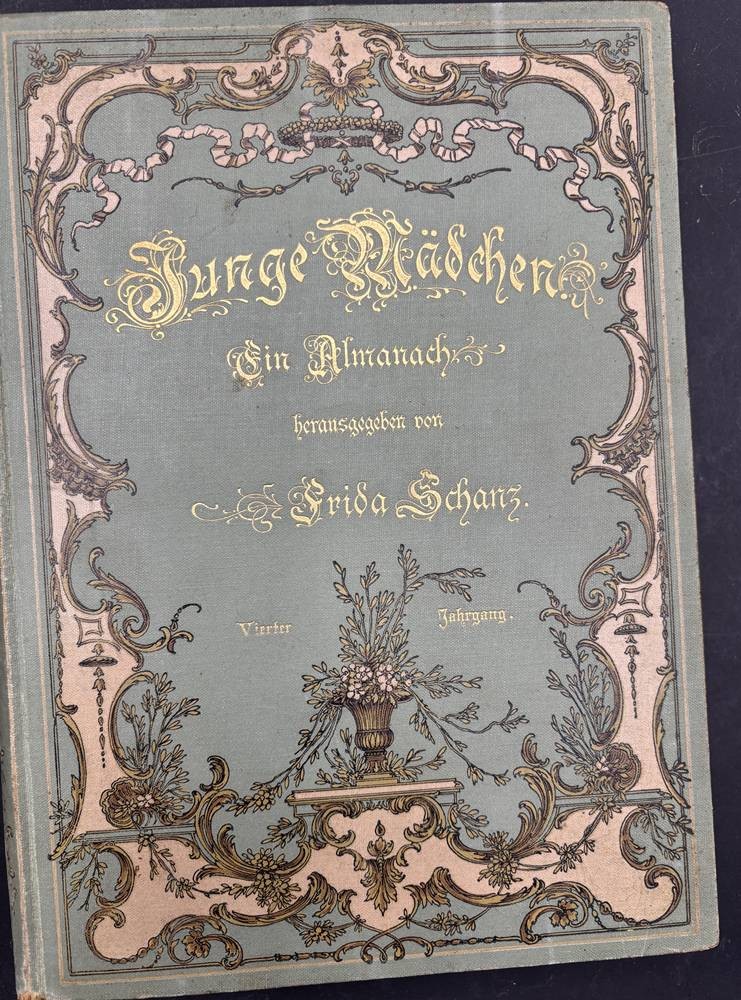 Junge Mädchen.
Ein Almanach
herausgegeben von
Frida Schanz.
Vierter Jahrgang.